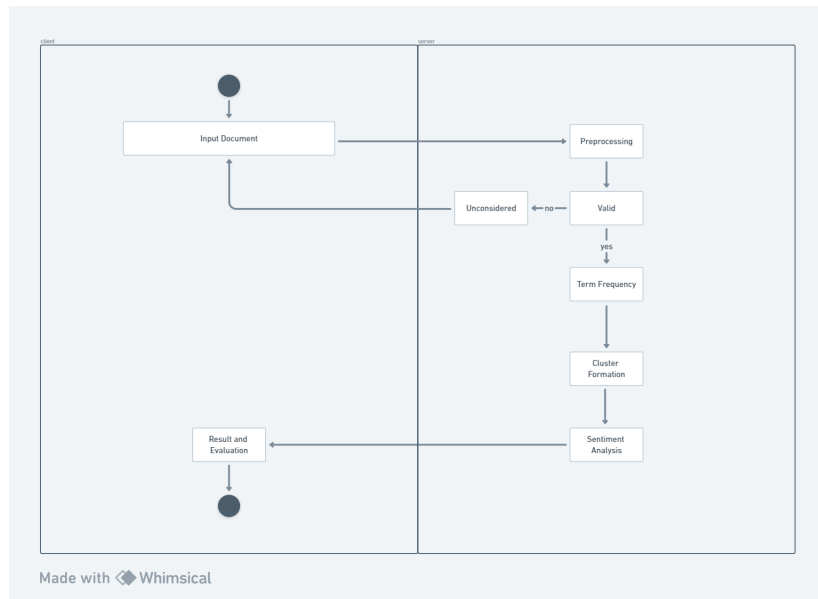 client
server
Input Document
Preprocessing
Unconsidered
no
Valid
yes
Term Frequency
Cluster
Formation
Result and
Evaluation
Sentiment
Analysis
Made with Whimsical